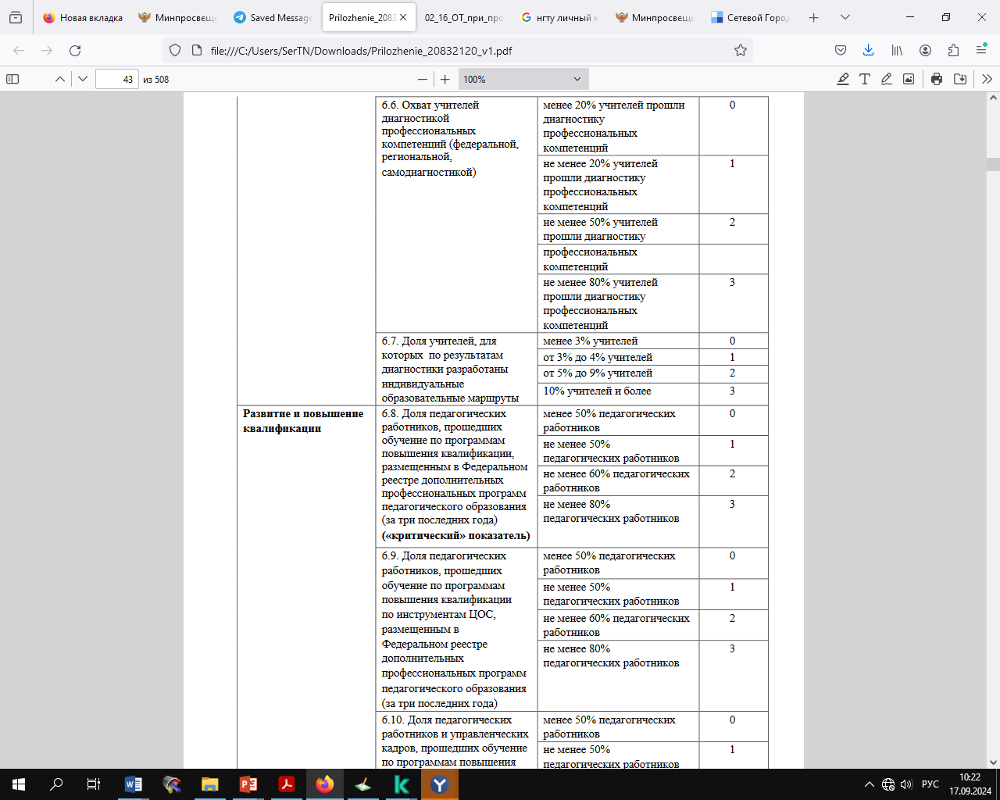 Новая вкладка
Минпросвеще
Saved Message
Prilozhenie_2083
02_16_ОТ_при_про
нгту личный к
Минпросвеще
Сетевой Город
file:///C:/Users/SerTN/Downloads/Prilozhenie_20832120_v1.pdf
43 из 508
100%
6.6. Охват учителей
диагностикой
профессиональных
компетенций (федеральной,
региональной,
самодиагностикой)
менее 20% учителей прошли
диагностику
профессиональных
компетенций
0
не менее 20% учителей
прошли диагностику
профессиональных
компетенций
1
не менее 50% учителей
прошли диагностику
2
профессиональных
компетенций
не менее 80% учителей
прошли диагностику
профессиональных
компетенций
3
6.7. Доля учителей, для
которых по результатам
диагностики разработаны
индивидуальные
образовательные маршруты
менее 3% учителей
0
от 3% до 4% учителей
1
от 5% до 9% учителей
2
10% учителей и более
3
Развитие и повышение
квалификации
6.8. Доля педагогических
работников, прошедших
обучение по программам
повышения квалификации,
размещенным в Федеральном
реестре дополнительных
профессиональных программ
педагогического образования
(за три последних года)
(«критический» показатель)
менее 50% педагогических
работников
0
не менее 50%
педагогических работников
1
не менее 60% педагогических
работников
2
не менее 80%
педагогических работников
3
6.9. Доля педагогических
работников, прошедших
обучение по программам
повышения квалификации
по инструментам ЦОС,
размещенным в
Федеральном реестре
дополнительных
профессиональных программ
педагогического образования
(за три последних года)
менее 50% педагогических
работников
0
не менее 50%
педагогических работников
1
не менее 60% педагогических
работников
2
не менее 80%
педагогических работников
3
6.10. Доля педагогических
работников и управленческих
кадров, прошедших обучение
по программам повышения
менее 50% педагогических
работников
0
не менее 50%
педагогических работников
1
РУС
10:22
17.09.2024